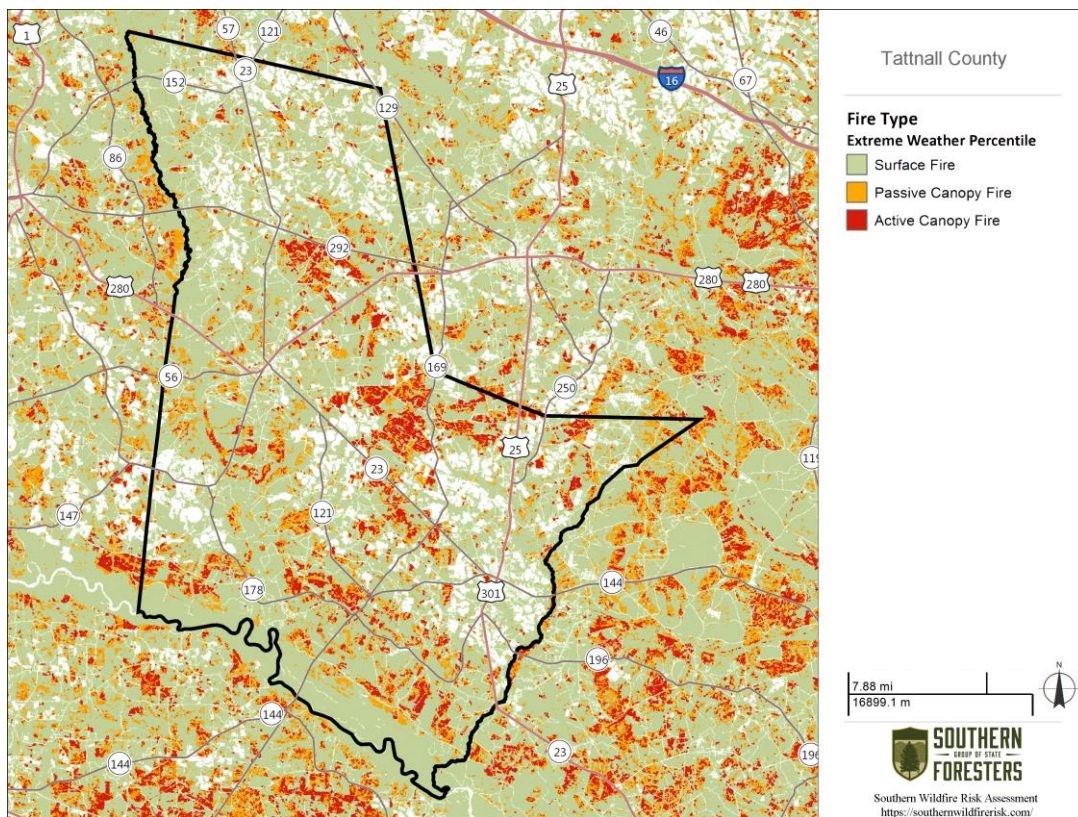 Tattnall County
Fire Type
Extreme Weather Percentile
Surface Fire
Passive Canopy Fire
Active Canopy Fire
1
57
121
46
23
16
67
152
25
129
86
292
280
280
280
56
169
250
25
119
23
147
121
178
144
301
196
144
23
144
196
7.88 mi
16899.1 m
N
SOUTHERN
GROUP OF STATE
FORESTERS
Southern Wildfire Risk Assessment
https://southernwildfirerisk.com/